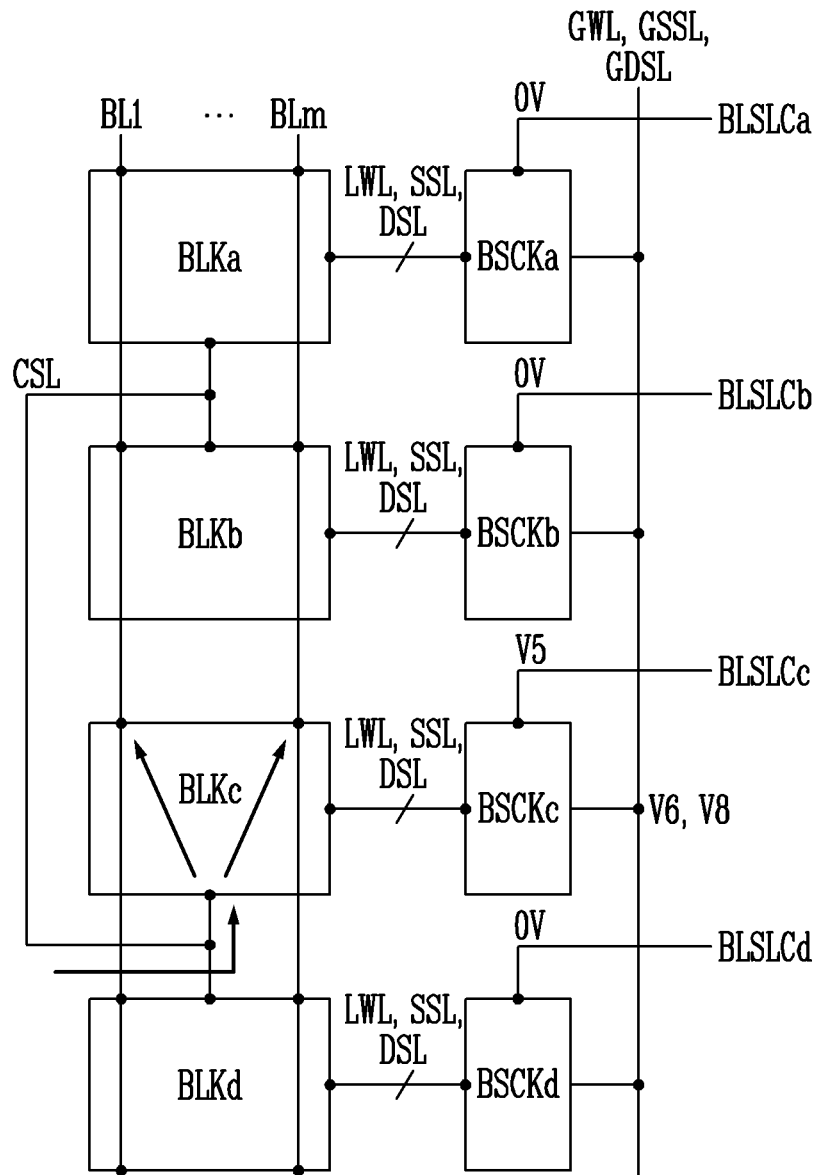 GWL, GSSL,
GDSL
BL1 ... BLm
0V
BLSLCa
LWL, SSL,
DSL
BLKa
BSCKa
CSL
0V
BLSLCb
LWL, SSL,
DSL
BLKb
BSCKb
V5
BLSLCc
LWL, SSL,
DSL
BLKc
BSCKc
V6, V8
0V
BLSLCd
LWL, SSL,
DSL
BLKd
BSCKd